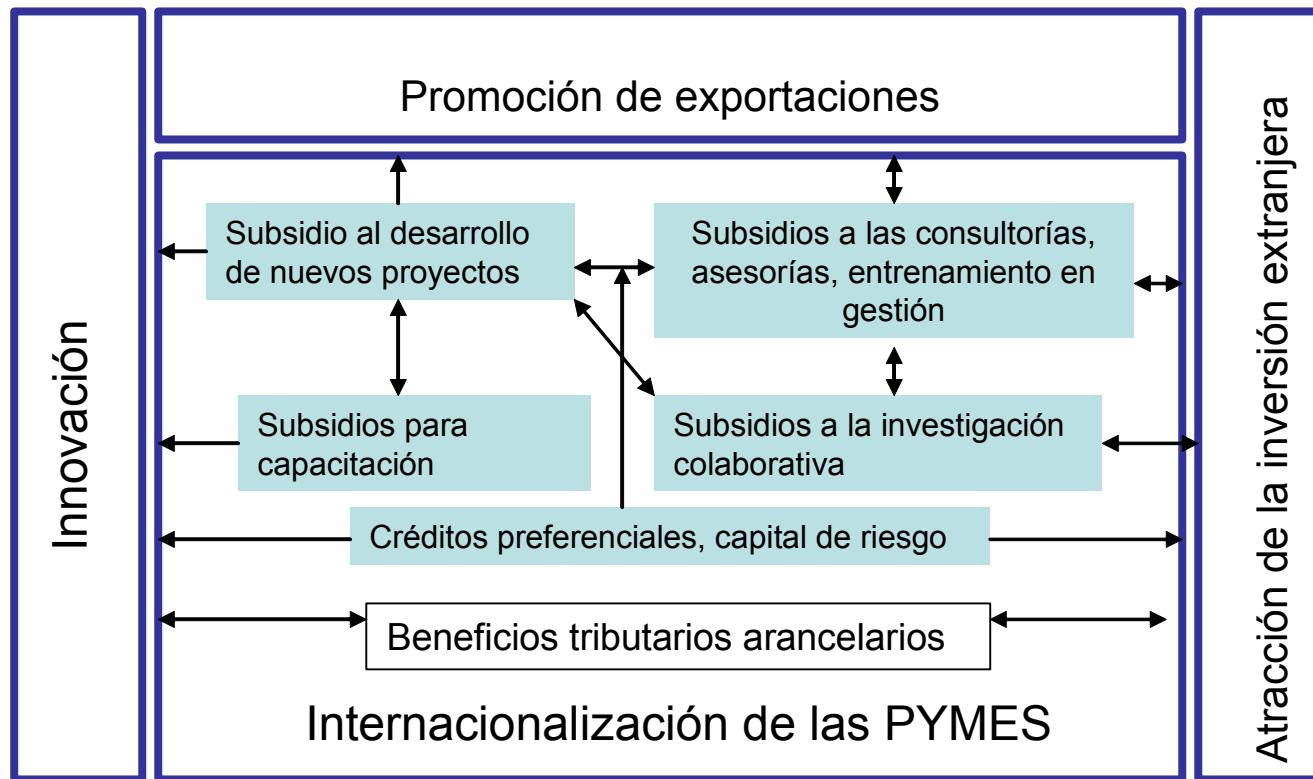 Promoción de exportaciones
Innovación
Atracción de la inversión extranjera
Subsidio al desarrollo
de nuevos proyectos
Subsidios a las consultorías,
asesorías, entrenamiento en
gestión
Subsidios para
capacitación
Subsidios a la investigación
colaborativa
Créditos preferenciales, capital de riesgo
Beneficios tributarios arancelarios
Internacionalización de las PYMES